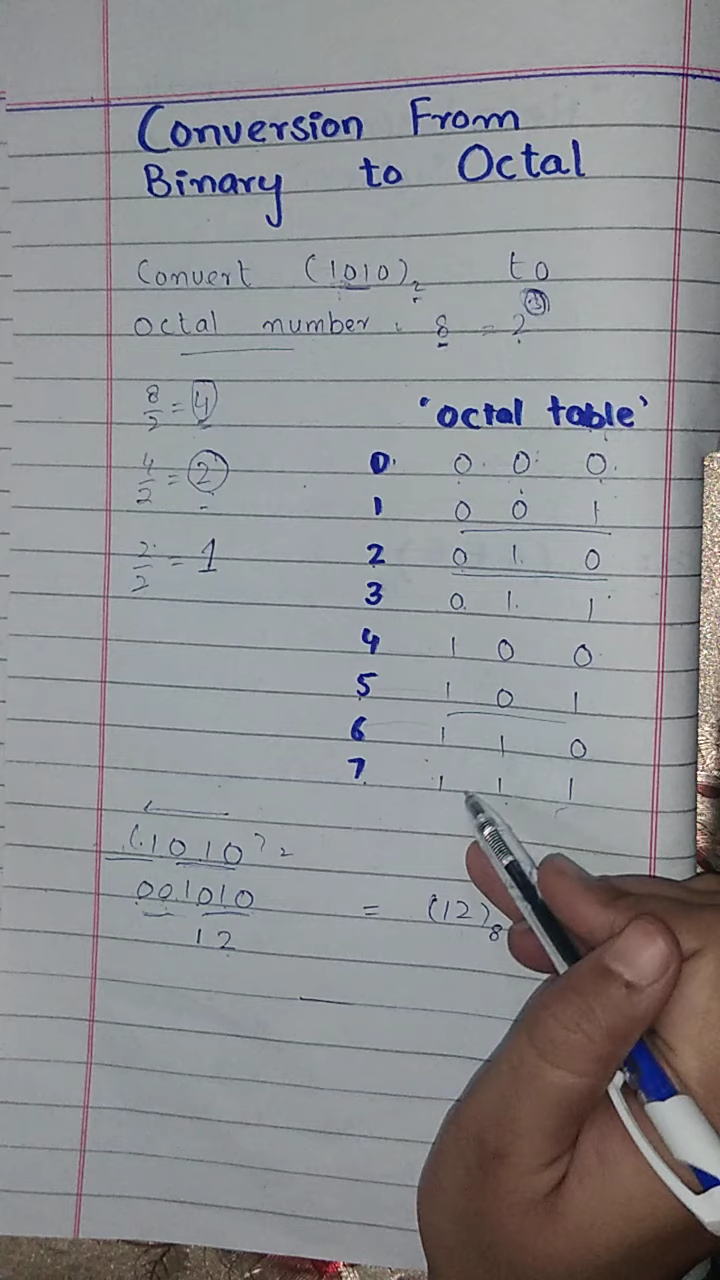 Conversion From
Binary to Octal
Convert (1010)₂ to
octal number. 8 = 2³
8/2 = 4
4/2 = 2
2/2 = 1
'octal table'
0 0 0 0
1 0 0 1
2 0 1 0
3 0 1 1
4 1 0 0
5 1 0 1
6 1 1 0
7 1 1 1
(1010)₂
001010 = (12)₈
12